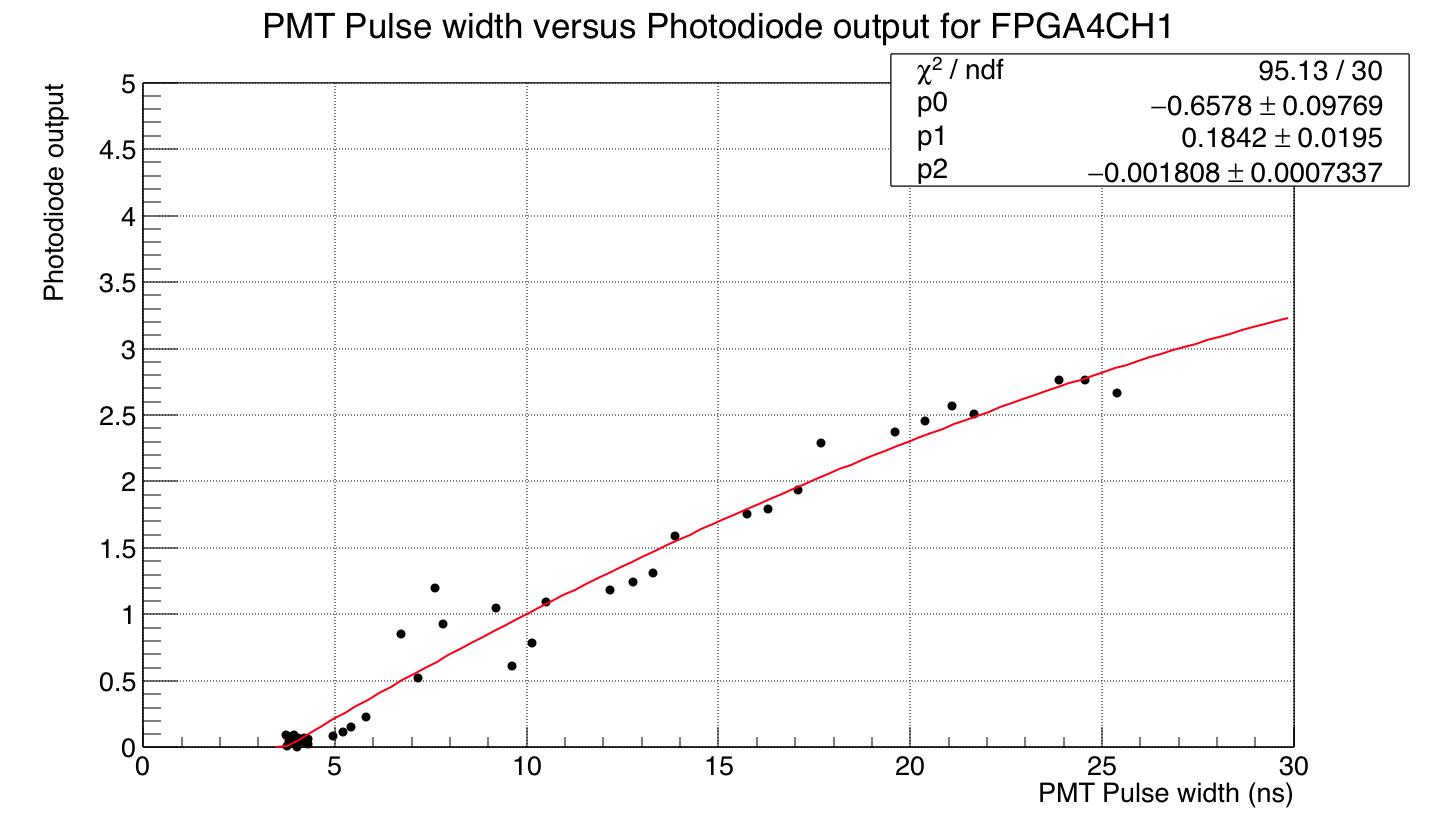 PMT Pulse width versus Photodiode output for FPGA4CH1
χ² / ndf 95.13 / 30
p0 −0.6578 ± 0.09769
p1 0.1842 ± 0.0195
p2 −0.001808 ± 0.0007337
Photodiode output
5
4.5
4
3.5
3
2.5
2
1.5
1
0.5
0
0 5 10 15 20 25 30
PMT Pulse width (ns)